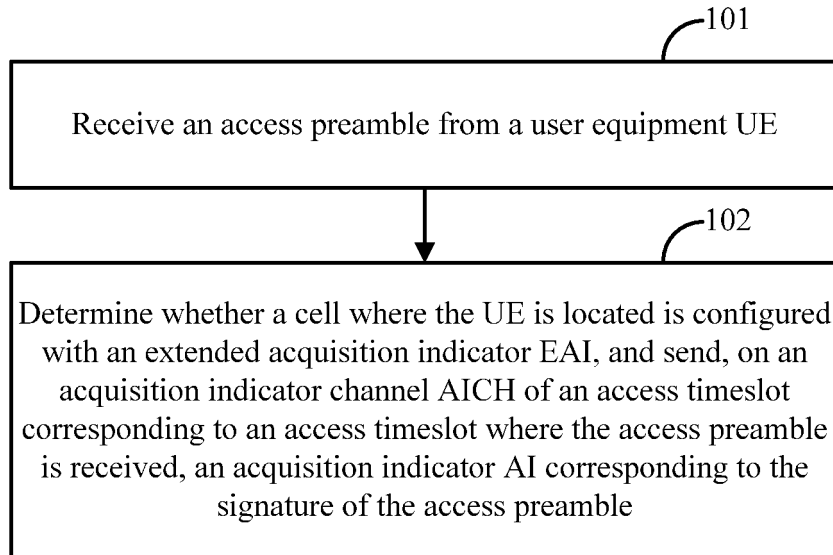 101
Receive an access preamble from a user equipment UE
102
Determine whether a cell where the UE is located is configured
with an extended acquisition indicator EAI, and send, on an
acquisition indicator channel AICH of an access timeslot
corresponding to an access timeslot where the access preamble
is received, an acquisition indicator AI corresponding to the
signature of the access preamble